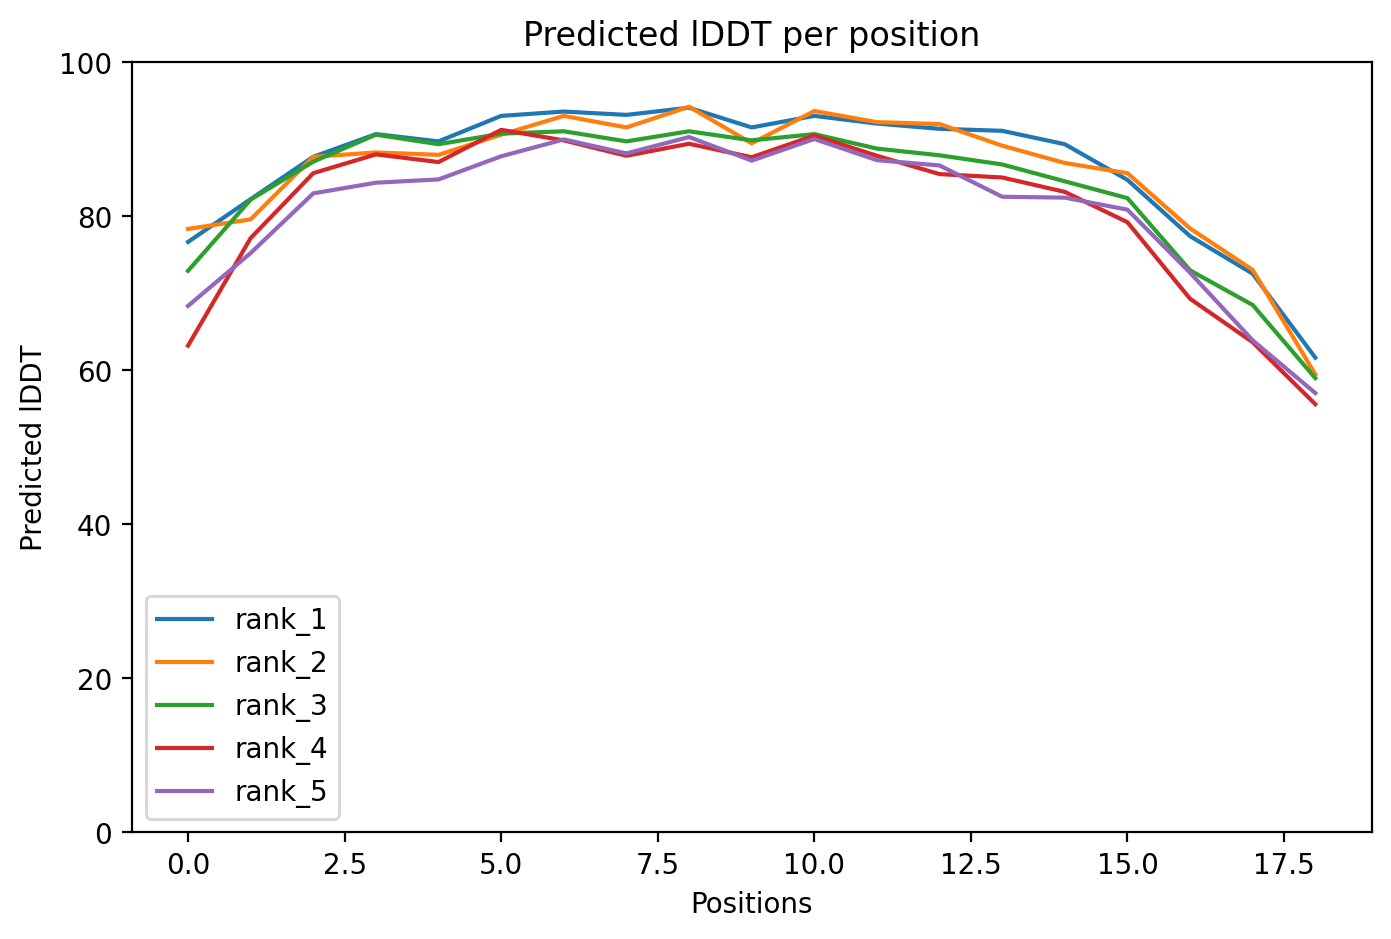 Predicted lDDT per position
100
80
60
40
20
0
Predicted lDDT
rank_1
rank_2
rank_3
rank_4
rank_5
0.0 2.5 5.0 7.5 10.0 12.5 15.0 17.5
Positions